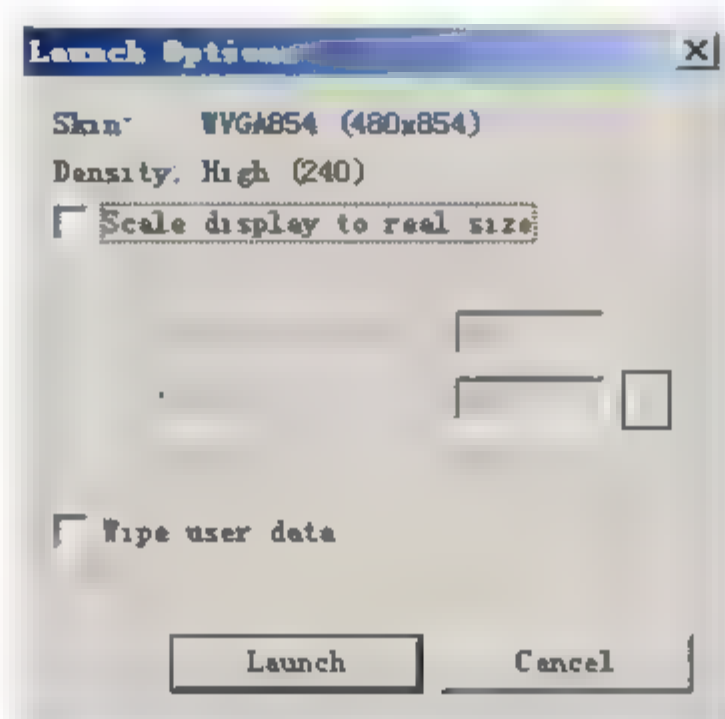 Launch Options
Skin: WVGA854 (480x854)
Density: High (240)
Scale display to real size
Wipe user data
Launch Cancel